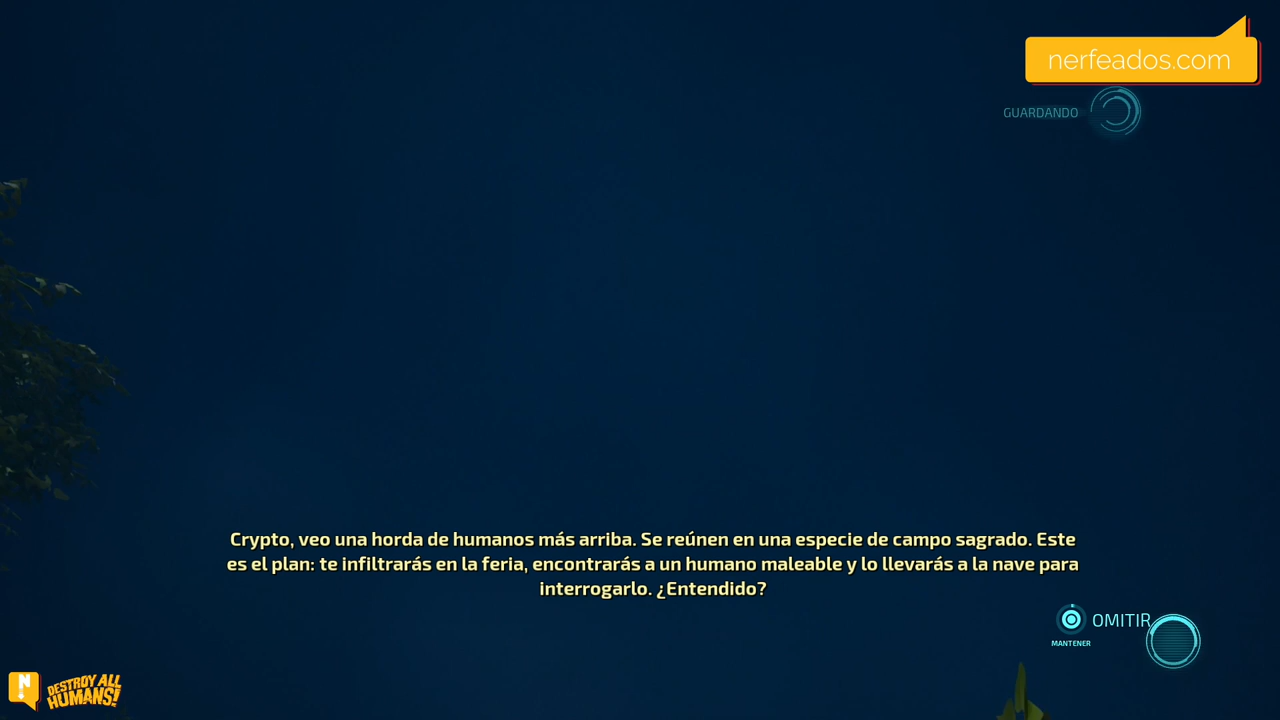 nerfeados.com
GUARDANDO
Crypto, veo una horda de humanos más arriba. Se reúnen en una especie de campo sagrado. Este
es el plan: te infiltrarás en la feria, encontrarás a un humano maleable y lo llevarás a la nave para
interrogarlo. ¿Entendido?
OMITIR
MANTENER
N
DESTROY ALL
HUMANS!